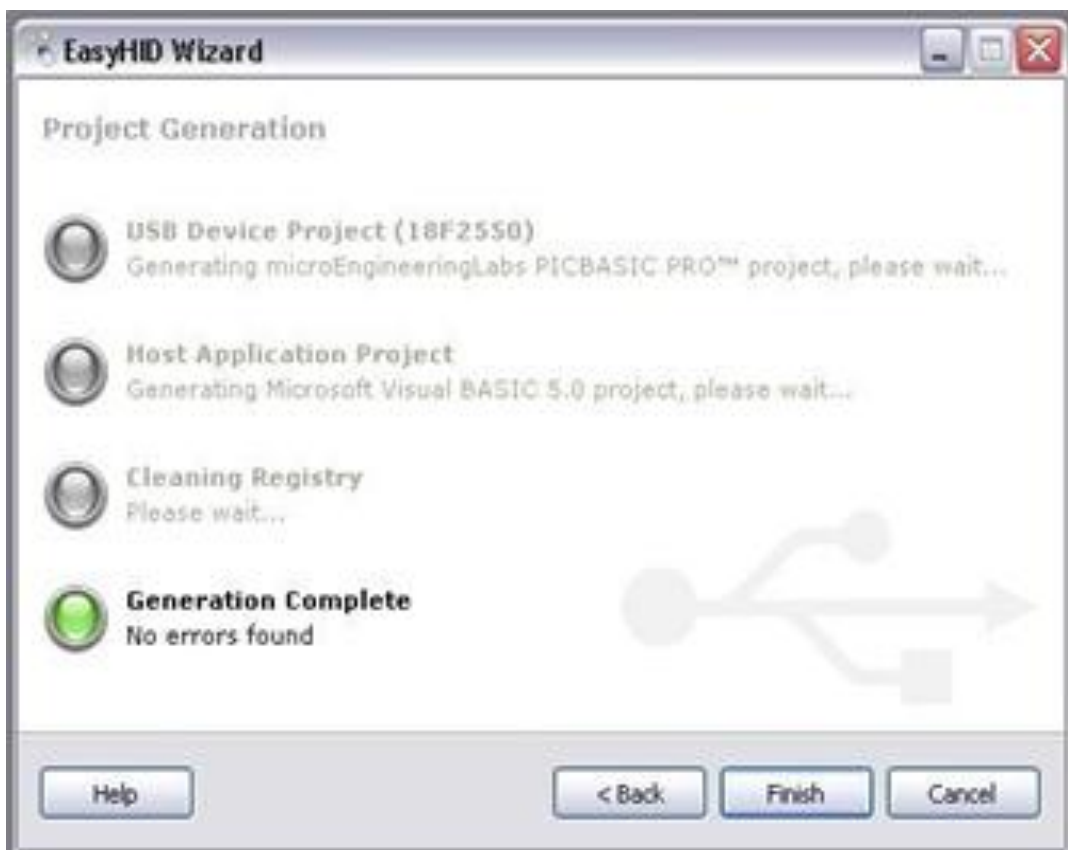 EasyHID Wizard
Project Generation
USB Device Project (18F2550)
Generating microEngineeringLabs PICBASIC PRO™ project, please wait...
Host Application Project
Generating Microsoft Visual BASIC 5.0 project, please wait...
Cleaning Registry
Please wait...
Generation Complete
No errors found
Help
< Back
Finish
Cancel